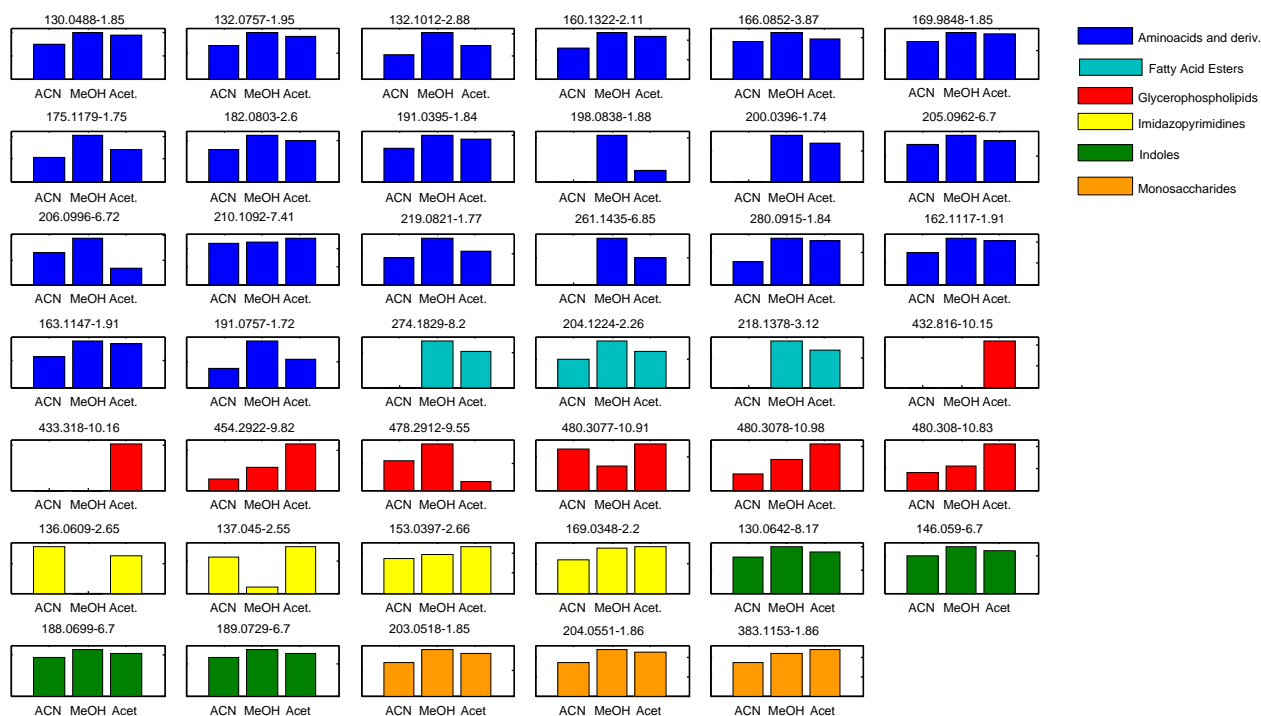 130.0488-1.85 132.0757-1.95 132.1012-2.88 160.1322-2.11 166.0852-3.87 169.9848-1.85
ACN MeOH Acet. ACN MeOH Acet. ACN MeOH Acet. ACN MeOH Acet. ACN MeOH Acet. ACN MeOH Acet.
175.1179-1.75 182.0803-2.6 191.0395-1.84 198.0838-1.88 200.0396-1.74 205.0962-6.7
ACN MeOH Acet. ACN MeOH Acet. ACN MeOH Acet. ACN MeOH Acet. ACN MeOH Acet. ACN MeOH Acet.
206.0996-6.72 210.1092-7.41 219.0821-1.77 261.1435-6.85 280.0915-1.84 162.1117-1.91
ACN MeOH Acet. ACN MeOH Acet. ACN MeOH Acet. ACN MeOH Acet. ACN MeOH Acet. ACN MeOH Acet.
163.1147-1.91 191.0757-1.72 274.1829-8.2 204.1224-2.26 218.1378-3.12 432.816-10.15
ACN MeOH Acet. ACN MeOH Acet. ACN MeOH Acet. ACN MeOH Acet. ACN MeOH Acet. ACN MeOH Acet.
433.318-10.16 454.2922-9.82 478.2912-9.55 480.3077-10.91 480.3078-10.98 480.308-10.83
ACN MeOH Acet. ACN MeOH Acet. ACN MeOH Acet. ACN MeOH Acet. ACN MeOH Acet. ACN MeOH Acet.
136.0609-2.65 137.045-2.55 153.0397-2.66 169.0348-2.2 130.0642-8.17 146.059-6.7
ACN MeOH Acet. ACN MeOH Acet. ACN MeOH Acet. ACN MeOH Acet. ACN MeOH Acet ACN MeOH Acet
188.0699-6.7 189.0729-6.7 203.0518-1.85 204.0551-1.86 383.1153-1.86
ACN MeOH Acet ACN MeOH Acet ACN MeOH Acet. ACN MeOH Acet. ACN MeOH Acet.
Aminoacids and deriv.
Fatty Acid Esters
Glycerophospholipids
Imidazopyrimidines
Indoles
Monosaccharides